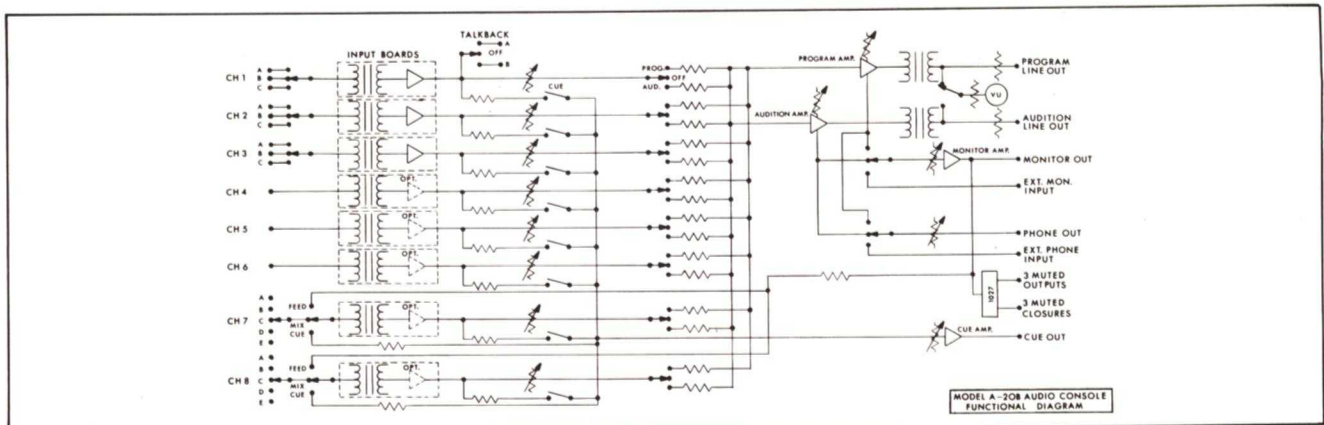 TALKBACK
A
OFF
B
INPUT BOARDS
CH 1
A
B
C
CUE
PROG.
OFF
AUD.
PROGRAM AMP.
PROGRAM
LINE OUT
VU
CH 2
A
B
C
AUDITION AMP.
AUDITION
LINE OUT
CH 3
A
B
C
MONITOR AMP.
MONITOR OUT
CH 4
OPT.
EXT. MON.
INPUT
CH 5
OPT.
PHONE OUT
CH 6
OPT.
EXT. PHONE
INPUT
1027
3 MUTED
OUTPUTS
3 MUTED
CLOSURES
CH 7
A
B
C
D
E
FEED
MIX
CUE
OPT.
CUE AMP.
CUE OUT
CH 8
A
B
C
D
E
FEED
MIX
CUE
OPT.
MODEL A-20B AUDIO CONSOLE
FUNCTIONAL DIAGRAM